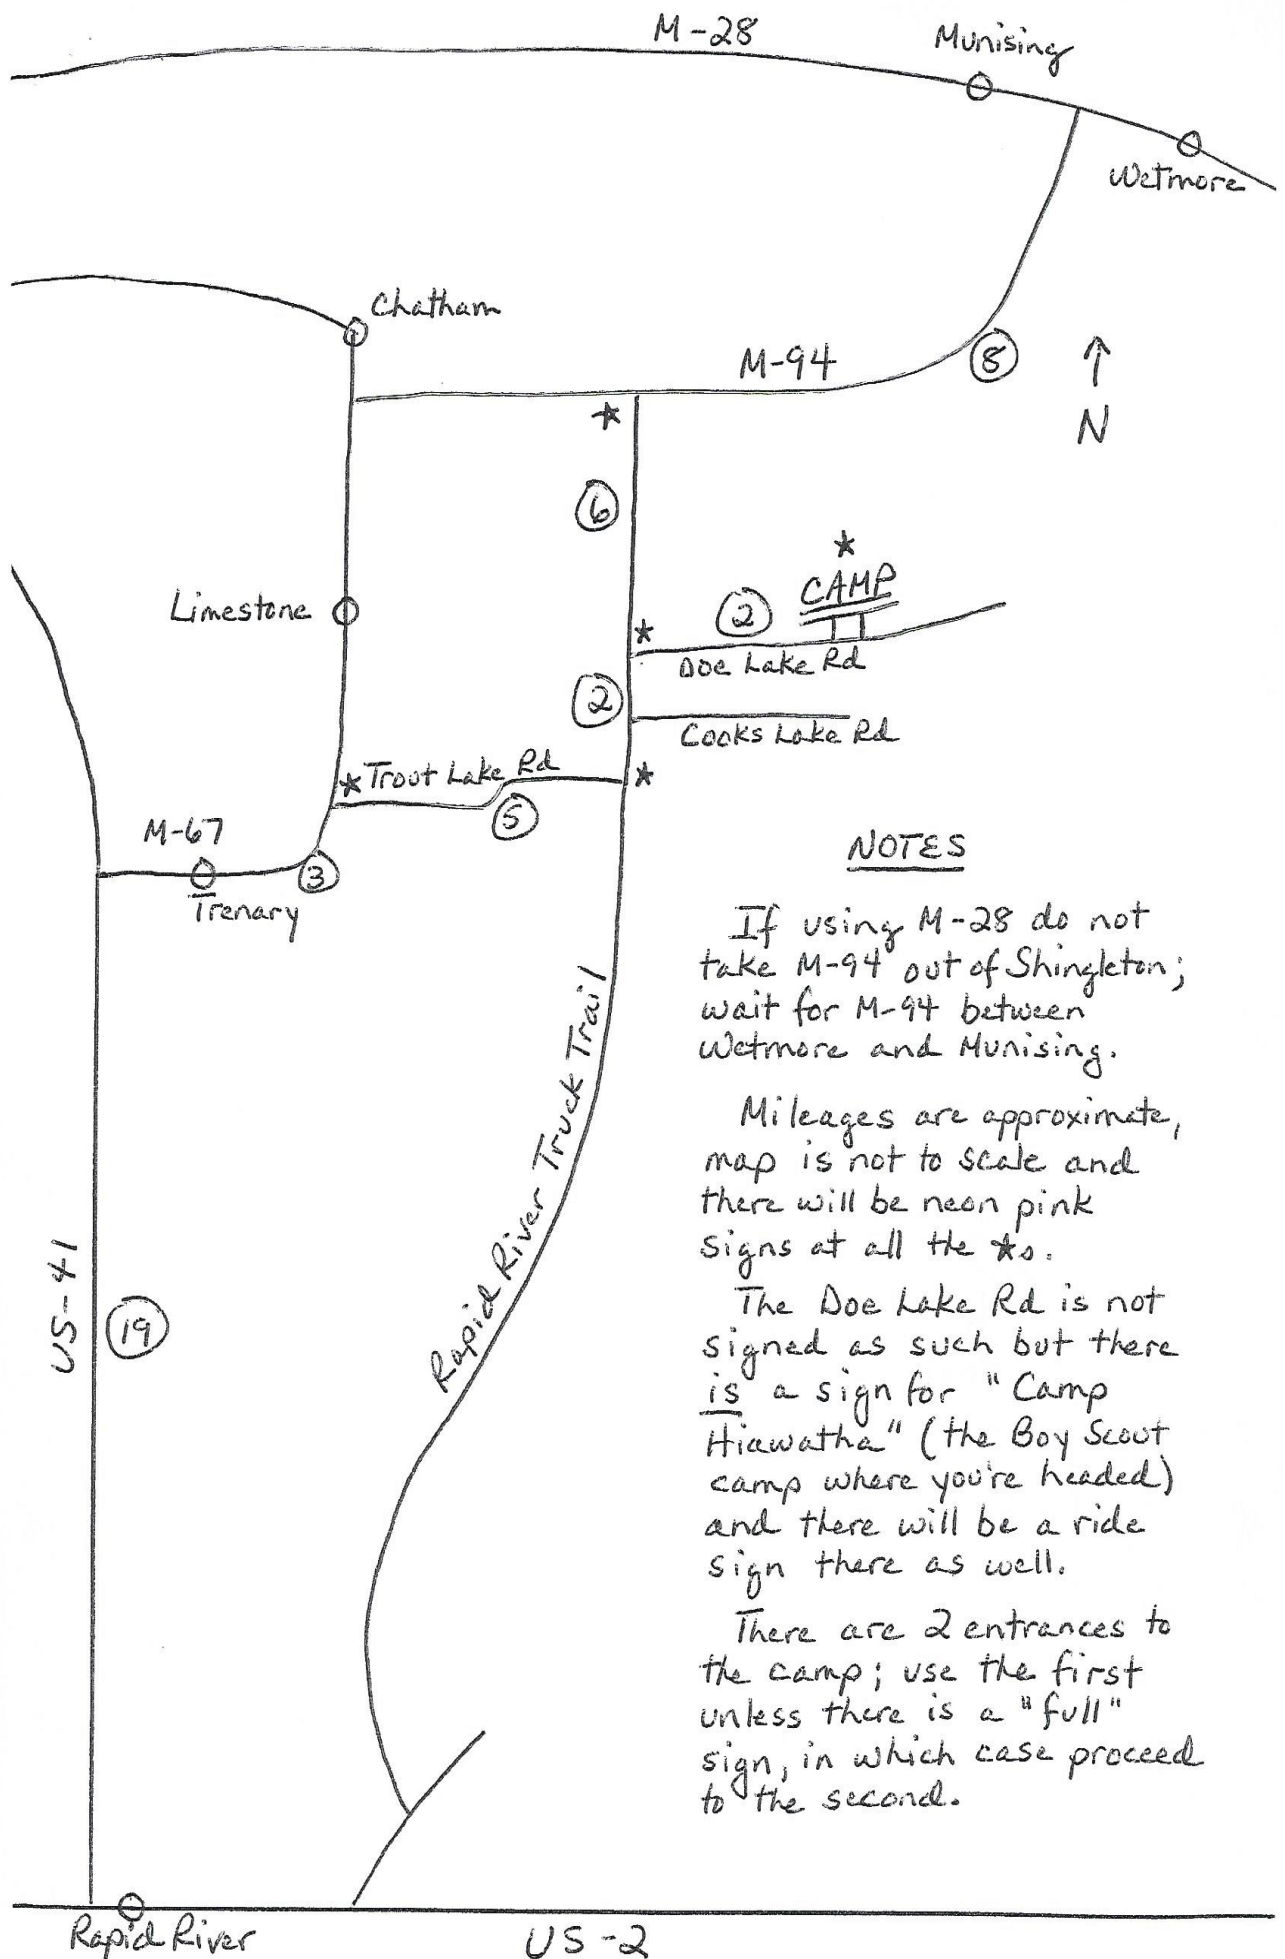 M-28
Munising
Wetmore
Chatham
M-94
8
N
★
6
★
CAMP
Limestone
2
★
Doe Lake Rd
2
Cooks Lake Rd
★ Trout Lake Rd ★
5
M-67
3
Trenary
NOTES
If using M-28 do not
take M-94 out of Shingleton;
wait for M-94 between
Wetmore and Munising.
Mileages are approximate,
map is not to scale and
there will be neon pink
signs at all the ★s.
The Doe Lake Rd is not
signed as such but there
is a sign for "Camp
Hiawatha" (the Boy Scout
camp where you're headed)
and there will be a ride
sign there as well.
There are 2 entrances to
the camp; use the first
unless there is a "full"
sign, in which case proceed
to the second.
Rapid River Truck Trail
US-41
19
Rapid River
US-2